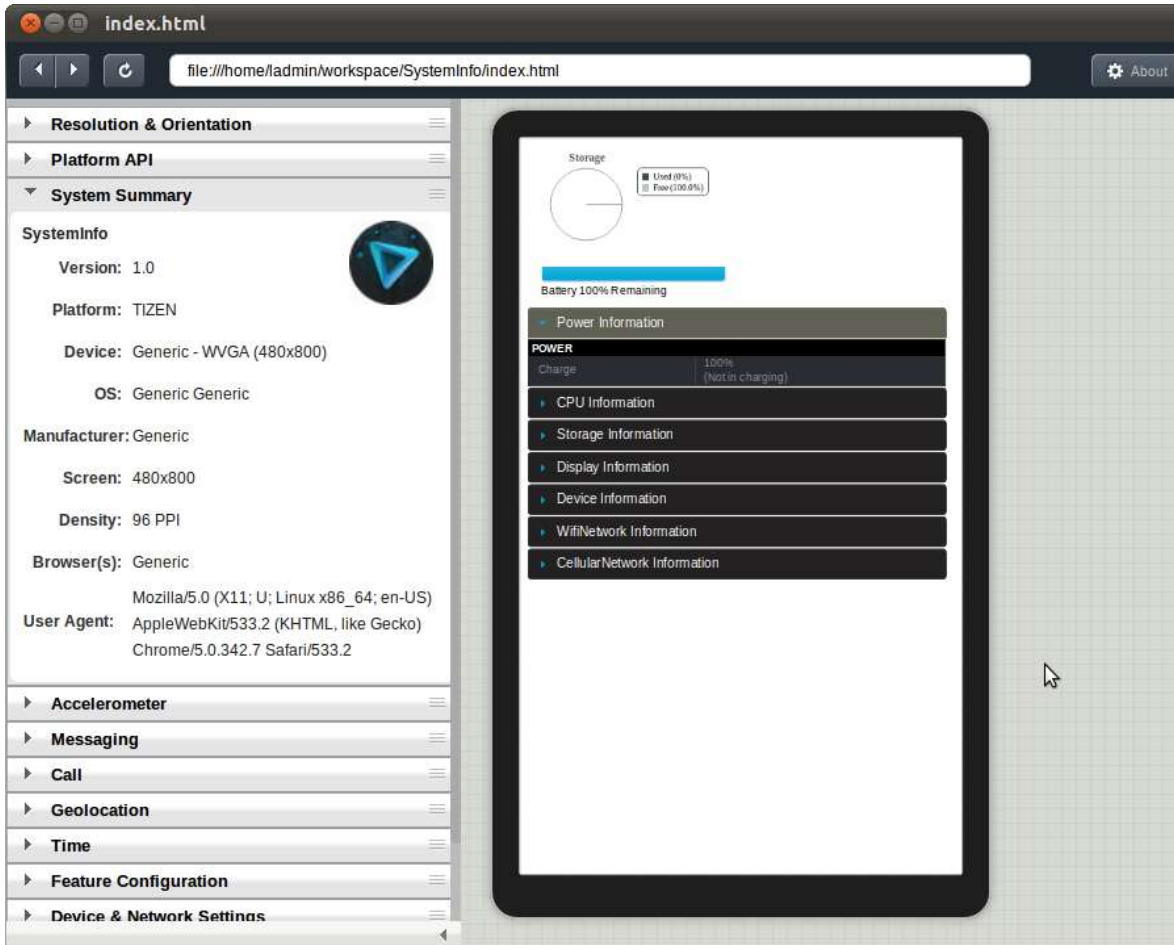 index.html
file:///home/ladmin/workspace/SystemInfo/index.html
About
Resolution & Orientation
Platform API
System Summary
SystemInfo
Version: 1.0
Platform: TIZEN
Device: Generic - WVGA (480x800)
OS: Generic Generic
Manufacturer: Generic
Screen: 480x800
Density: 96 PPI
Browser(s): Generic
User Agent: Mozilla/5.0 (X11; U; Linux x86_64; en-US)
AppleWebKit/533.2 (KHTML, like Gecko)
Chrome/5.0.342.7 Safari/533.2
Accelerometer
Messaging
Call
Geolocation
Time
Feature Configuration
Device & Network Settings
Storage
Used (0%)
Free (100.0%)
Battery 100% Remaining
Power Information
POWER
Charge 100%
(Not in charging)
CPU Information
Storage Information
Display Information
Device Information
WifiNetwork Information
CellularNetwork Information